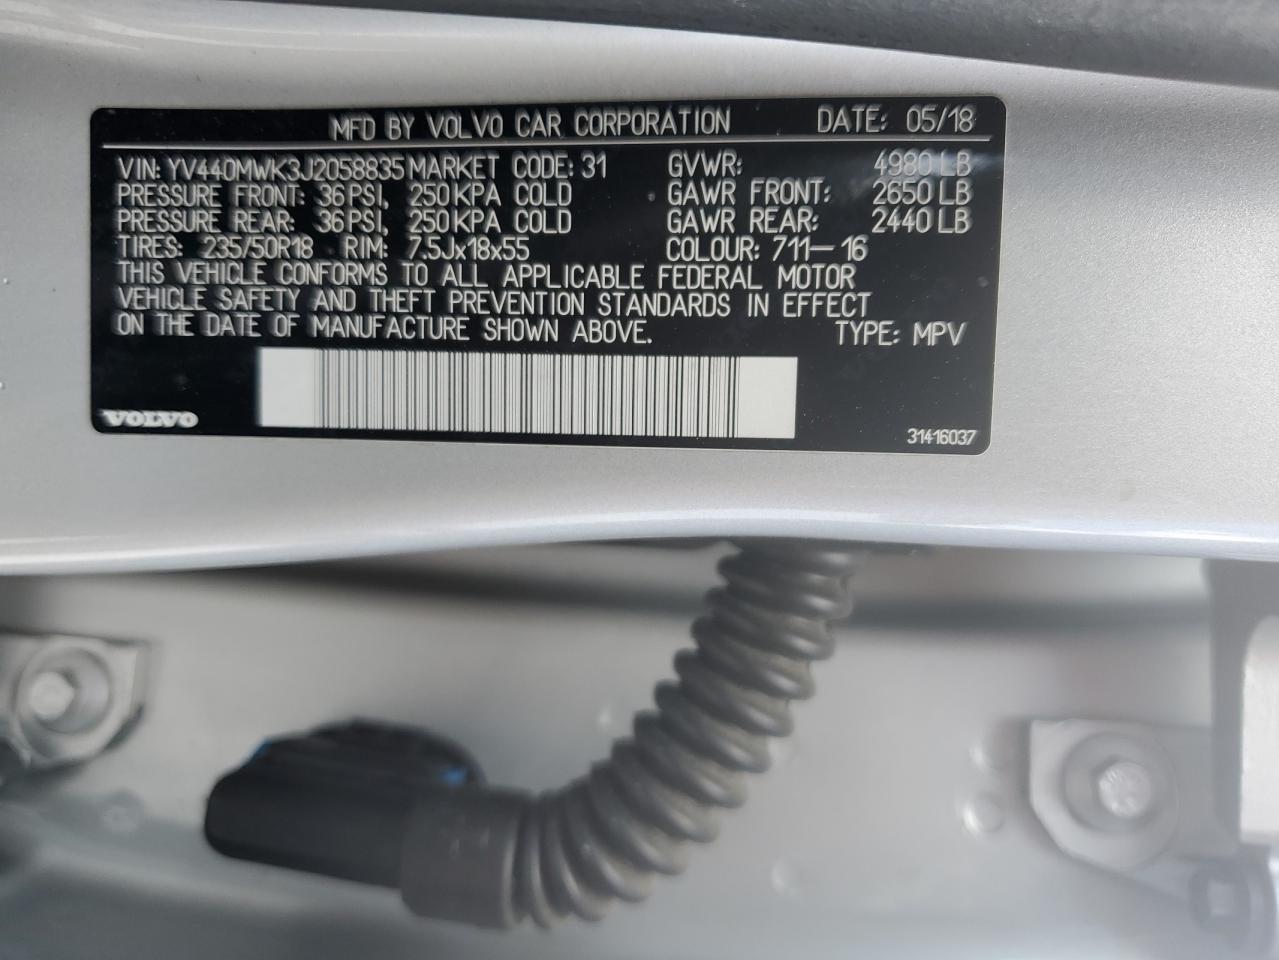 MFD BY VOLVO CAR CORPORATION DATE: 05/18
VIN: YV440MWK3J2058835 MARKET CODE: 31 GVWR: 4980 LB
PRESSURE FRONT: 36 PSI, 250 KPA COLD GAWR FRONT: 2650 LB
PRESSURE REAR: 36 PSI, 250 KPA COLD GAWR REAR: 2440 LB
TIRES: 235/50R18 RIM: 7.5Jx18x55 COLOUR: 711-16
THIS VEHICLE CONFORMS TO ALL APPLICABLE FEDERAL MOTOR
VEHICLE SAFETY AND THEFT PREVENTION STANDARDS IN EFFECT
ON THE DATE OF MANUFACTURE SHOWN ABOVE. TYPE: MPV
VOLVO
31416037